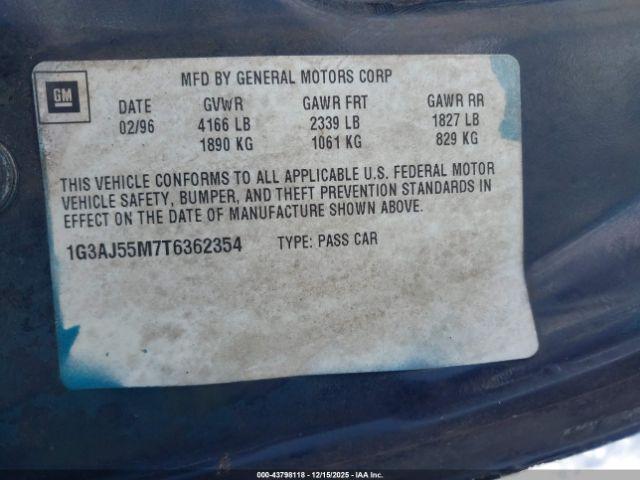 GM
MFD BY GENERAL MOTORS CORP
DATE GVWR GAWR FRT GAWR RR
02/96 4166 LB 2339 LB 1827 LB
1890 KG 1061 KG 829 KG
THIS VEHICLE CONFORMS TO ALL APPLICABLE U.S. FEDERAL MOTOR
VEHICLE SAFETY, BUMPER, AND THEFT PREVENTION STANDARDS IN
EFFECT ON THE DATE OF MANUFACTURE SHOWN ABOVE.
1G3AJ55M7T6362354 TYPE: PASS CAR
000-43798118 - 12/15/2025 - IAA Inc.